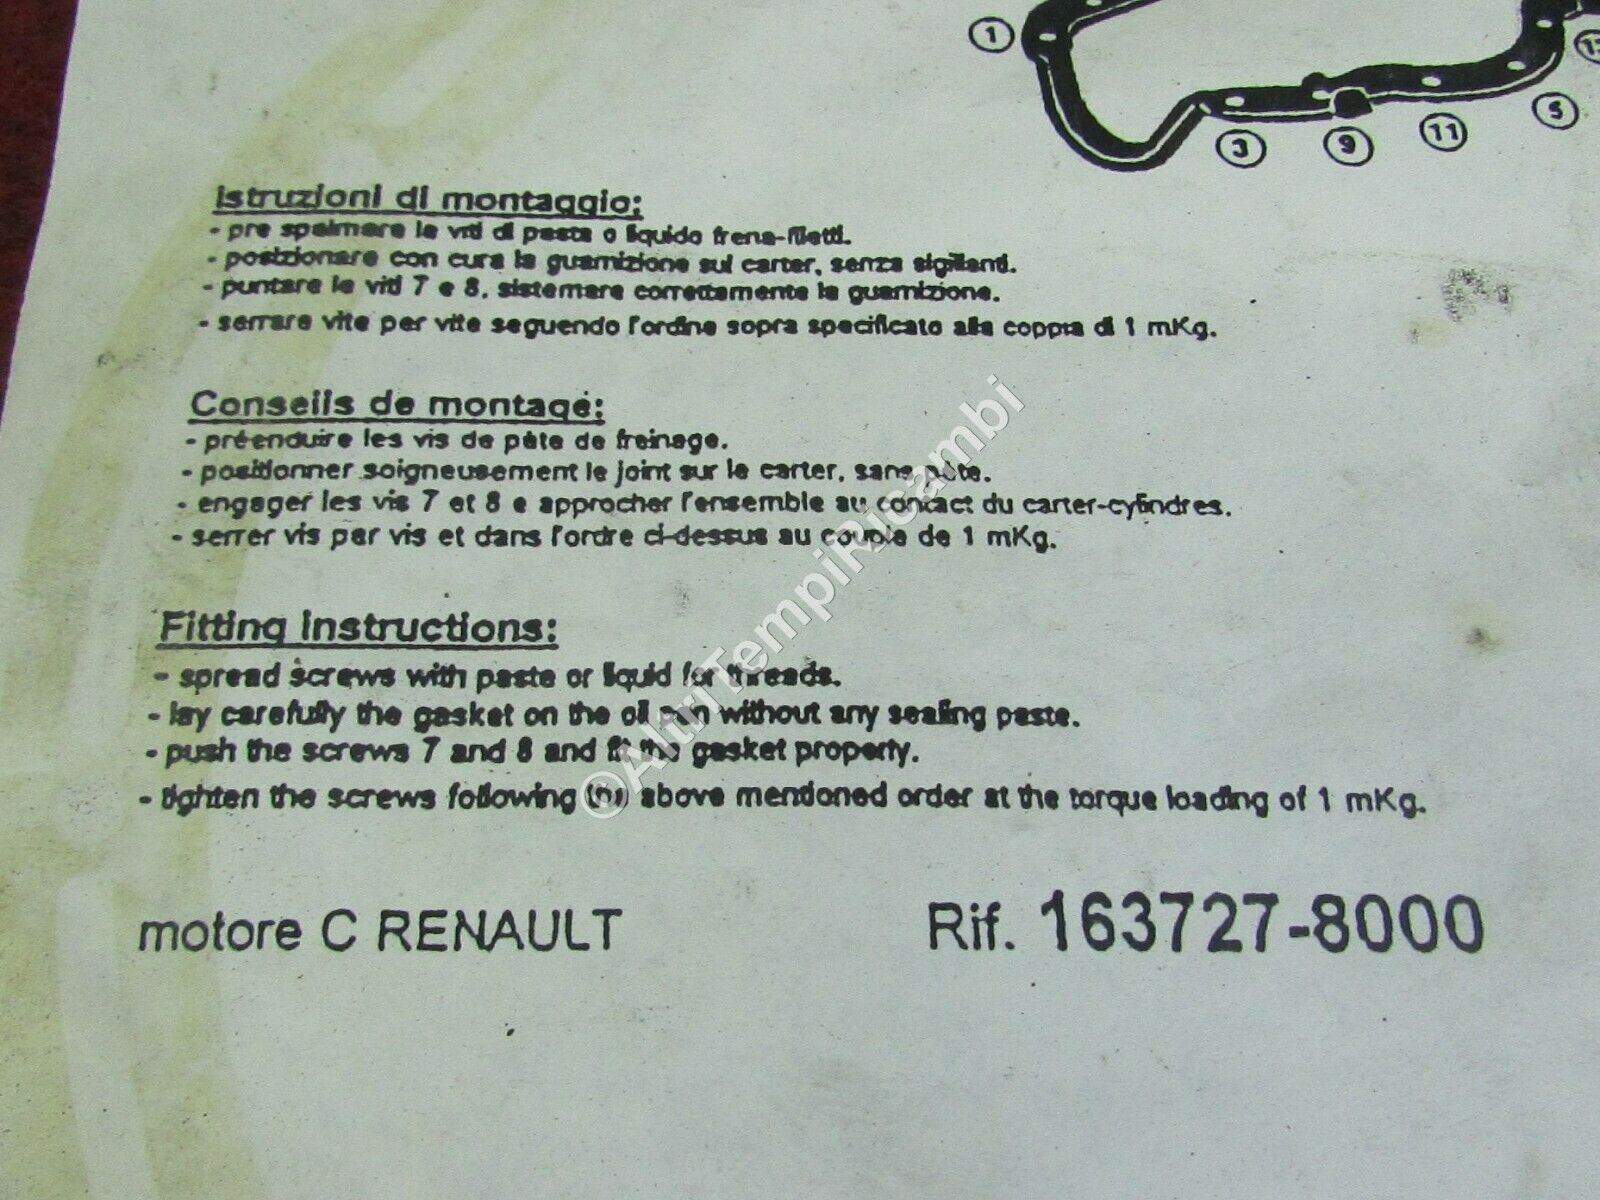 1
3
9
11
5
Istruzioni di montaggio:
- pre spalmare le viti di pasta o liquido frena-filetti.
- posizionare con cura la guarnizione sul carter, senza sigillanti.
- puntare le viti 7 e 8, sistemare correttamente la guarnizione.
- serrare vite per vite seguendo l'ordine sopra specificato alla coppia di 1 mKg.
Conseils de montage:
- préenduire les vis de pâte de freinage.
- positionner soigneusement le joint sur le carter, sans pâte.
- engager les vis 7 et 8 e approcher l'ensemble au contact du carter-cylindres.
- serrer vis par vis et dans l'ordre ci-dessus au couple de 1 mKg.
Fitting instructions:
- spread screws with paste or liquid for threads.
- lay carefully the gasket on the oil pan without any sealing paste.
- push the screws 7 and 8 and fit the gasket property.
- tighten the screws following the above mentioned order at the torque loading of 1 mKg.
motore C RENAULT Rif. 163727-8000
©AltriTempiRicambi